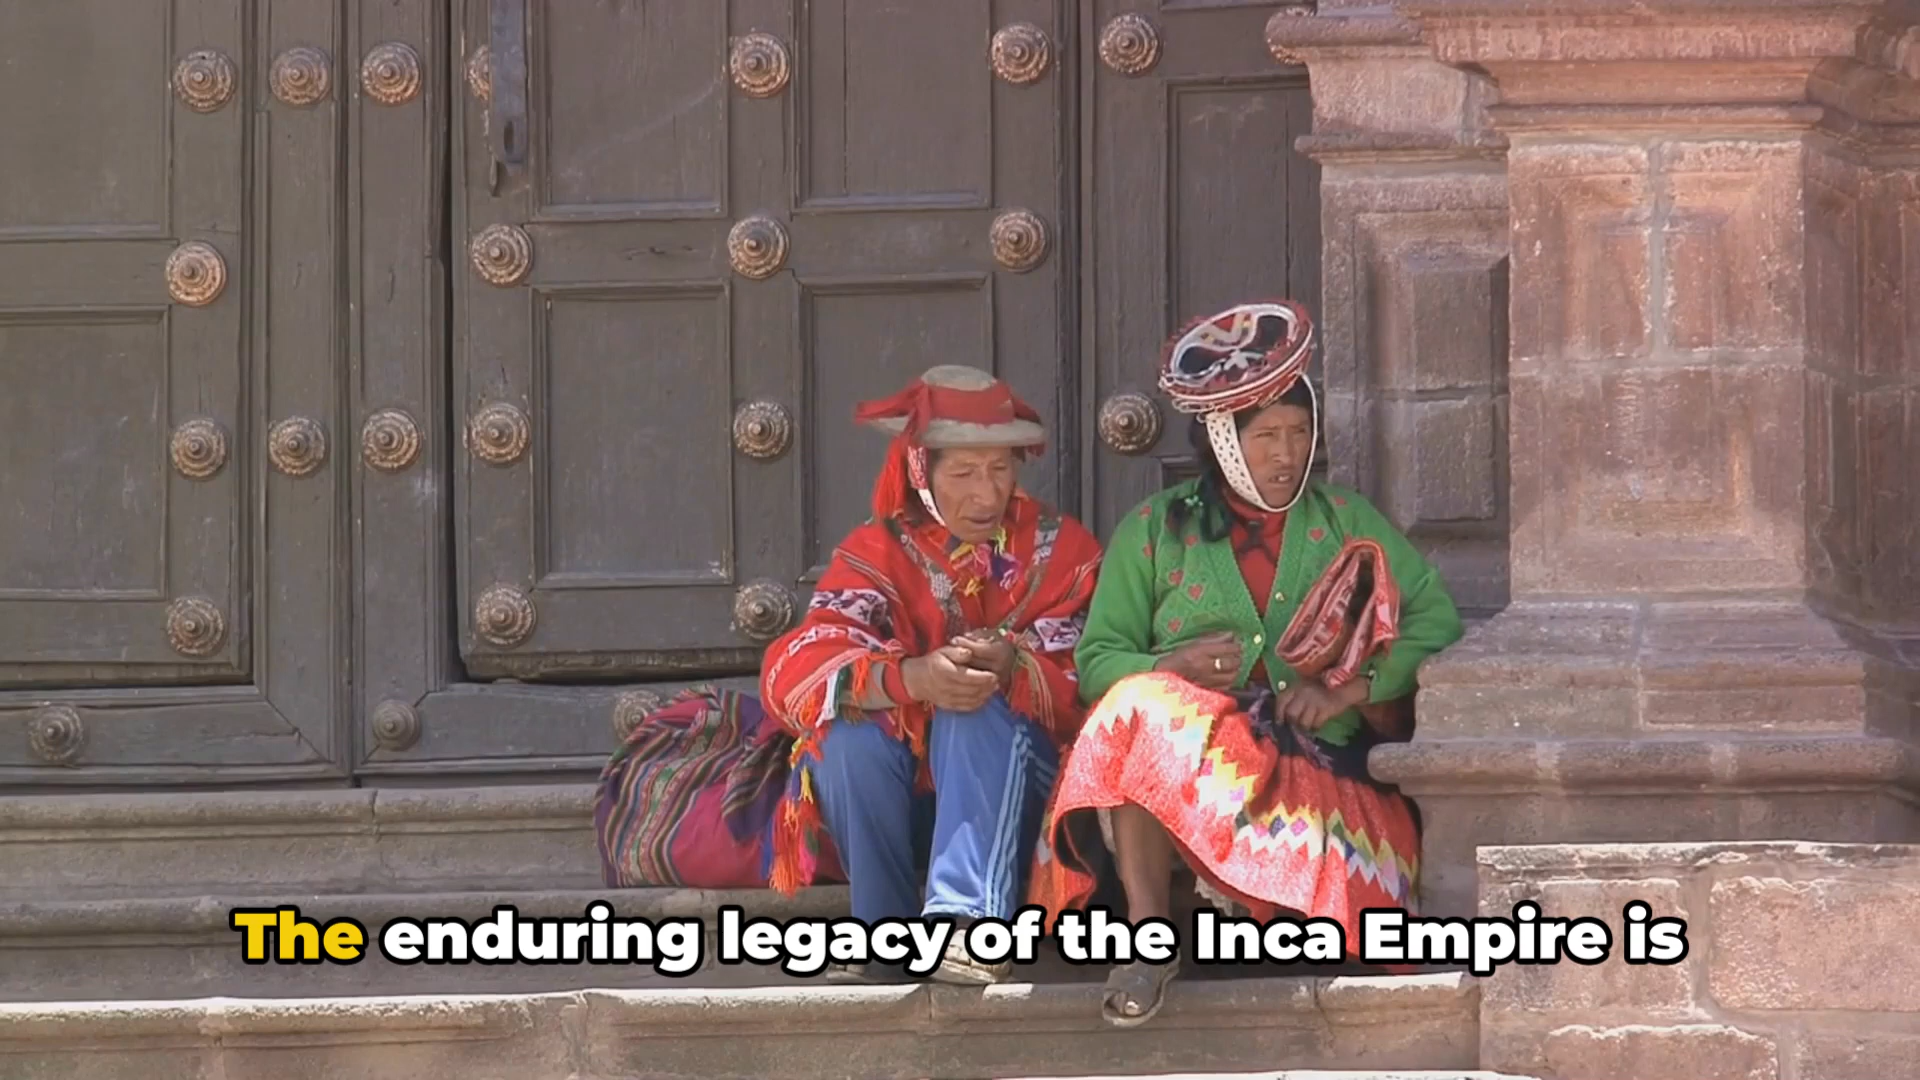 The enduring legacy of the Inca Empire is